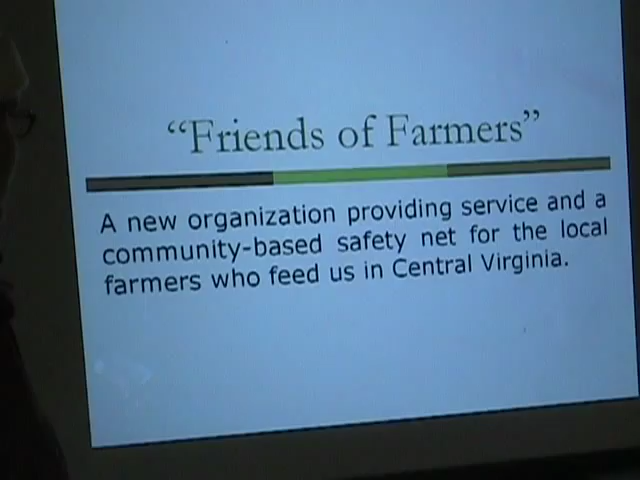 “Friends of Farmers”
A new organization providing service and a
community-based safety net for the local
farmers who feed us in Central Virginia.